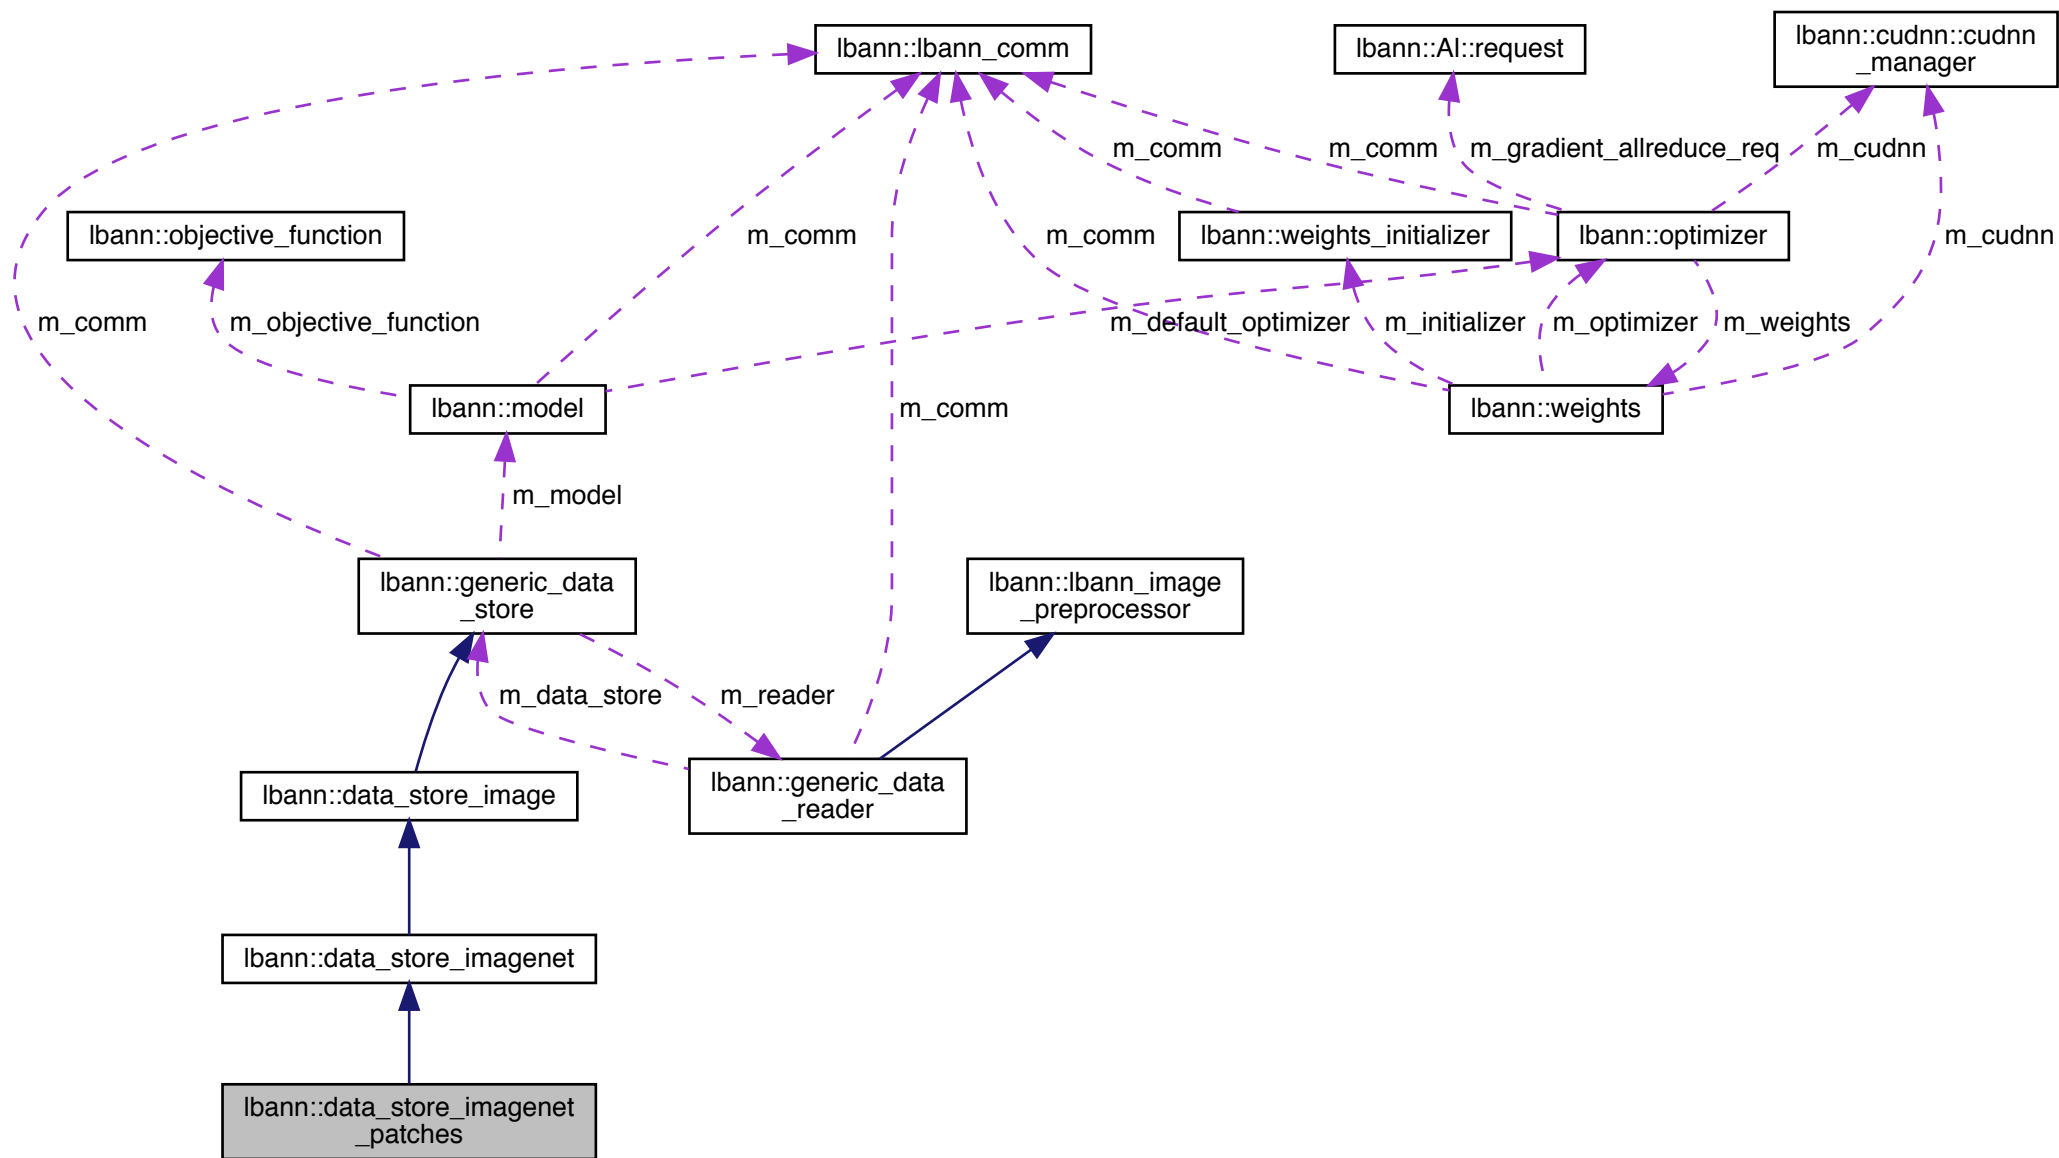 lbann::lbann_comm
lbann::Al::request
lbann::cudnn::cudnn
_manager
m_comm
m_comm
m_gradient_allreduce_req
m_cudnn
lbann::objective_function
m_comm
m_comm
lbann::weights_initializer
lbann::optimizer
m_cudnn
m_comm
m_objective_function
m_default_optimizer
m_initializer
m_optimizer
m_weights
lbann::model
m_comm
lbann::weights
m_model
lbann::generic_data
_store
lbann::lbann_image
_preprocessor
m_data_store
m_reader
lbann::data_store_image
lbann::generic_data
_reader
lbann::data_store_imagenet
lbann::data_store_imagenet
_patches